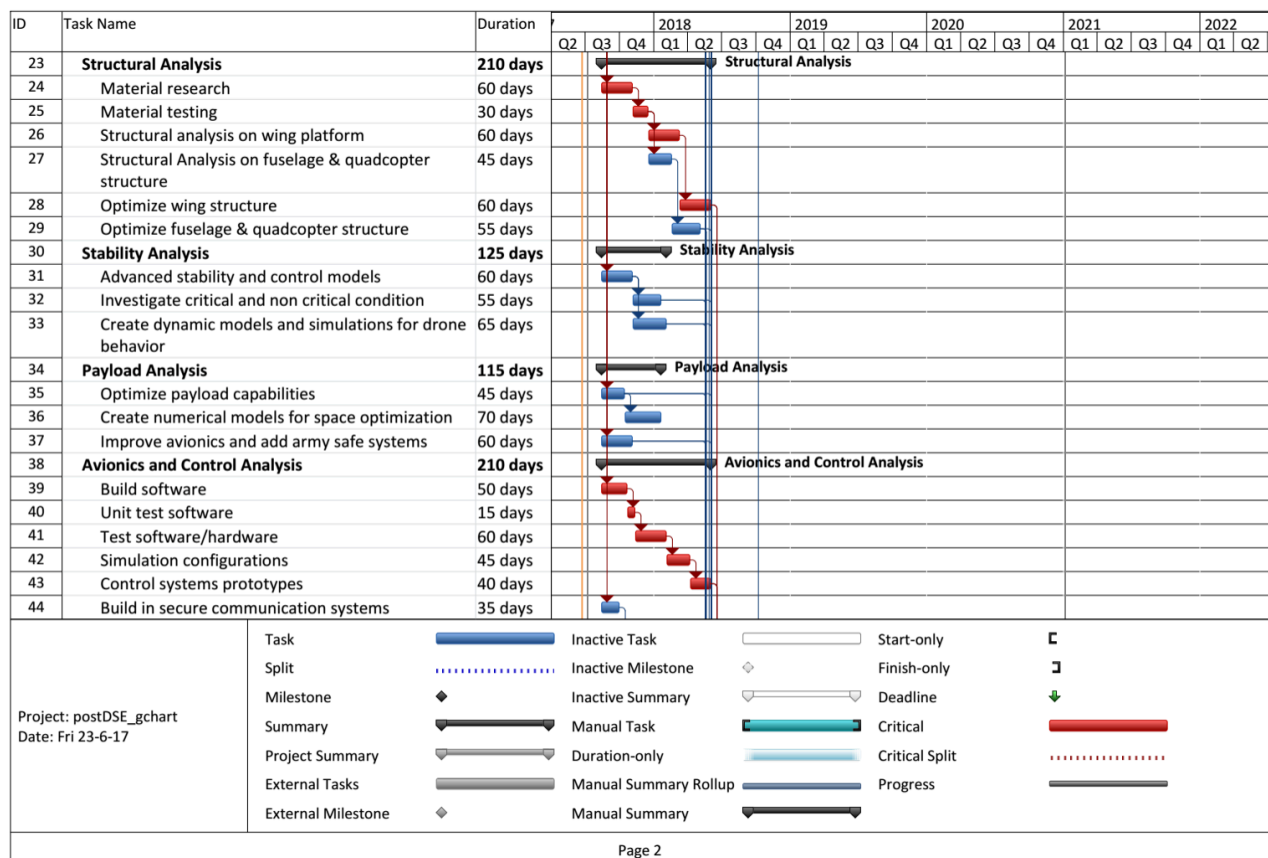 ID Task Name Duration 2018 2019 2020 2021 2022
Q2 Q3 Q4 Q1 Q2 Q3 Q4 Q1 Q2 Q3 Q4 Q1 Q2 Q3 Q4 Q1 Q2 Q3 Q4 Q1 Q2
23 Structural Analysis 210 days Structural Analysis
24 Material research 60 days
25 Material testing 30 days
26 Structural analysis on wing platform 60 days
27 Structural Analysis on fuselage & quadcopter 45 days
structure
28 Optimize wing structure 60 days
29 Optimize fuselage & quadcopter structure 55 days
30 Stability Analysis 125 days Stability Analysis
31 Advanced stability and control models 60 days
32 Investigate critical and non critical condition 55 days
33 Create dynamic models and simulations for drone 65 days
behavior
34 Payload Analysis 115 days Payload Analysis
35 Optimize payload capabilities 45 days
36 Create numerical models for space optimization 70 days
37 Improve avionics and add army safe systems 60 days
38 Avionics and Control Analysis 210 days Avionics and Control Analysis
39 Build software 50 days
40 Unit test software 15 days
41 Test software/hardware 60 days
42 Simulation configurations 45 days
43 Control systems prototypes 40 days
44 Build in secure communication systems 35 days
Project: postDSE_gchart
Date: Fri 23-6-17
Task Inactive Task Start-only
Split Inactive Milestone Finish-only
Milestone Inactive Summary Deadline
Summary Manual Task Critical
Project Summary Duration-only Critical Split
External Tasks Manual Summary Rollup Progress
External Milestone Manual Summary
Page 2